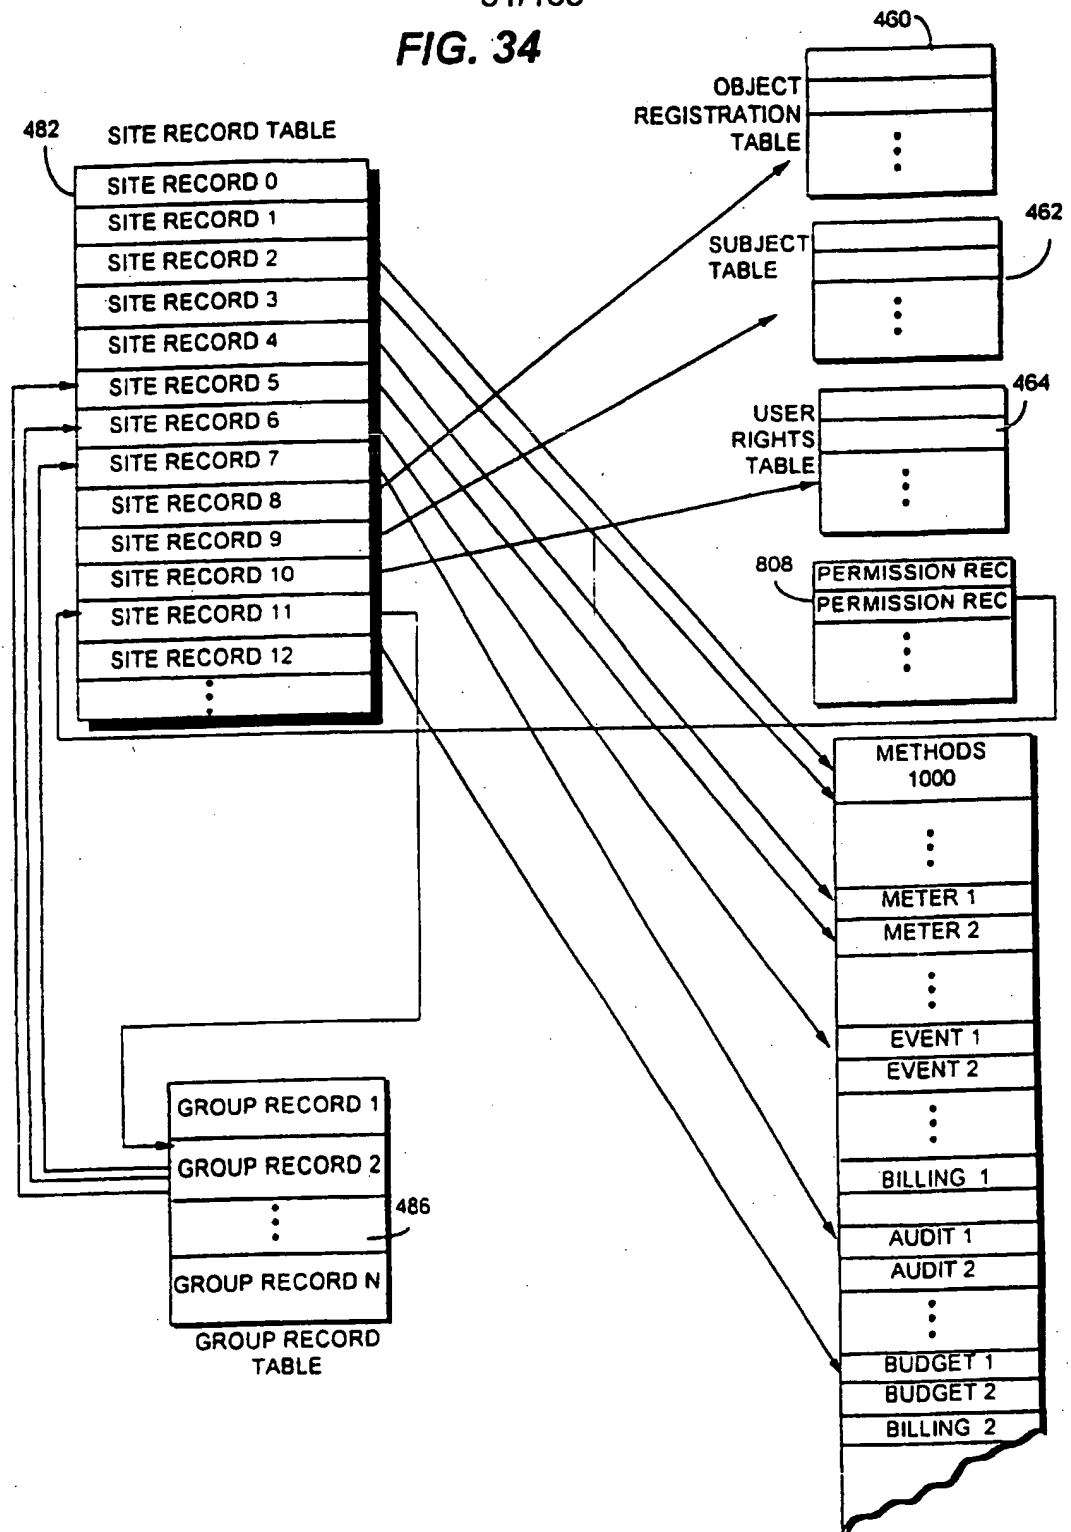 FIG. 34
460
OBJECT
REGISTRATION
TABLE
482
SITE RECORD TABLE
SITE RECORD 0
SITE RECORD 1
SITE RECORD 2
SITE RECORD 3
SITE RECORD 4
SITE RECORD 5
SITE RECORD 6
SITE RECORD 7
SITE RECORD 8
SITE RECORD 9
SITE RECORD 10
SITE RECORD 11
SITE RECORD 12
SUBJECT
TABLE
462
USER
RIGHTS
TABLE
464
808
PERMISSION REC
PERMISSION REC
METHODS
1000
METER 1
METER 2
EVENT 1
EVENT 2
BILLING 1
AUDIT 1
AUDIT 2
BUDGET 1
BUDGET 2
BILLING 2
GROUP RECORD 1
GROUP RECORD 2
486
GROUP RECORD N
GROUP RECORD
TABLE